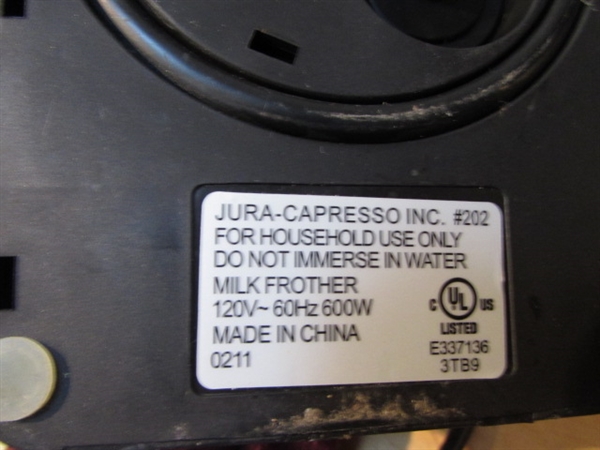 JURA-CAPRESSO INC. #202
FOR HOUSEHOLD USE ONLY
DO NOT IMMERSE IN WATER
MILK FROTHER
120V~ 60Hz 600W
MADE IN CHINA
0211
C UL US
LISTED
E337136
3TB9